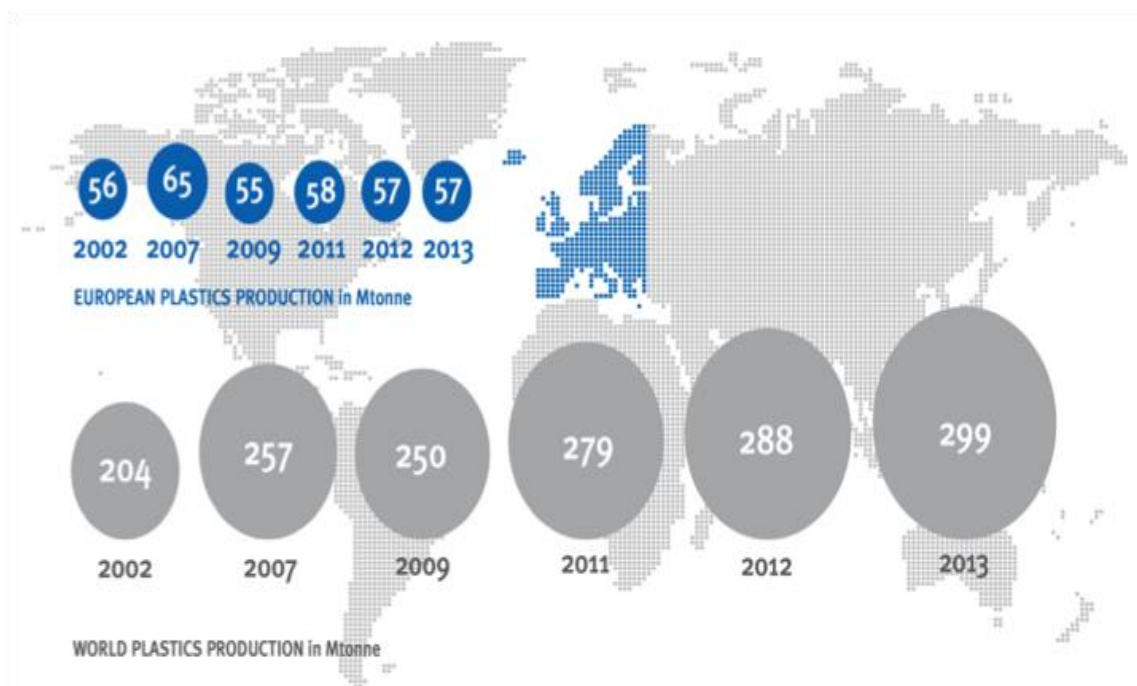 56 65 55 58 57 57
2002 2007 2009 2011 2012 2013
EUROPEAN PLASTICS PRODUCTION in Mtonne
204 257 250 279 288 299
2002 2007 2009 2011 2012 2013
WORLD PLASTICS PRODUCTION in Mtonne